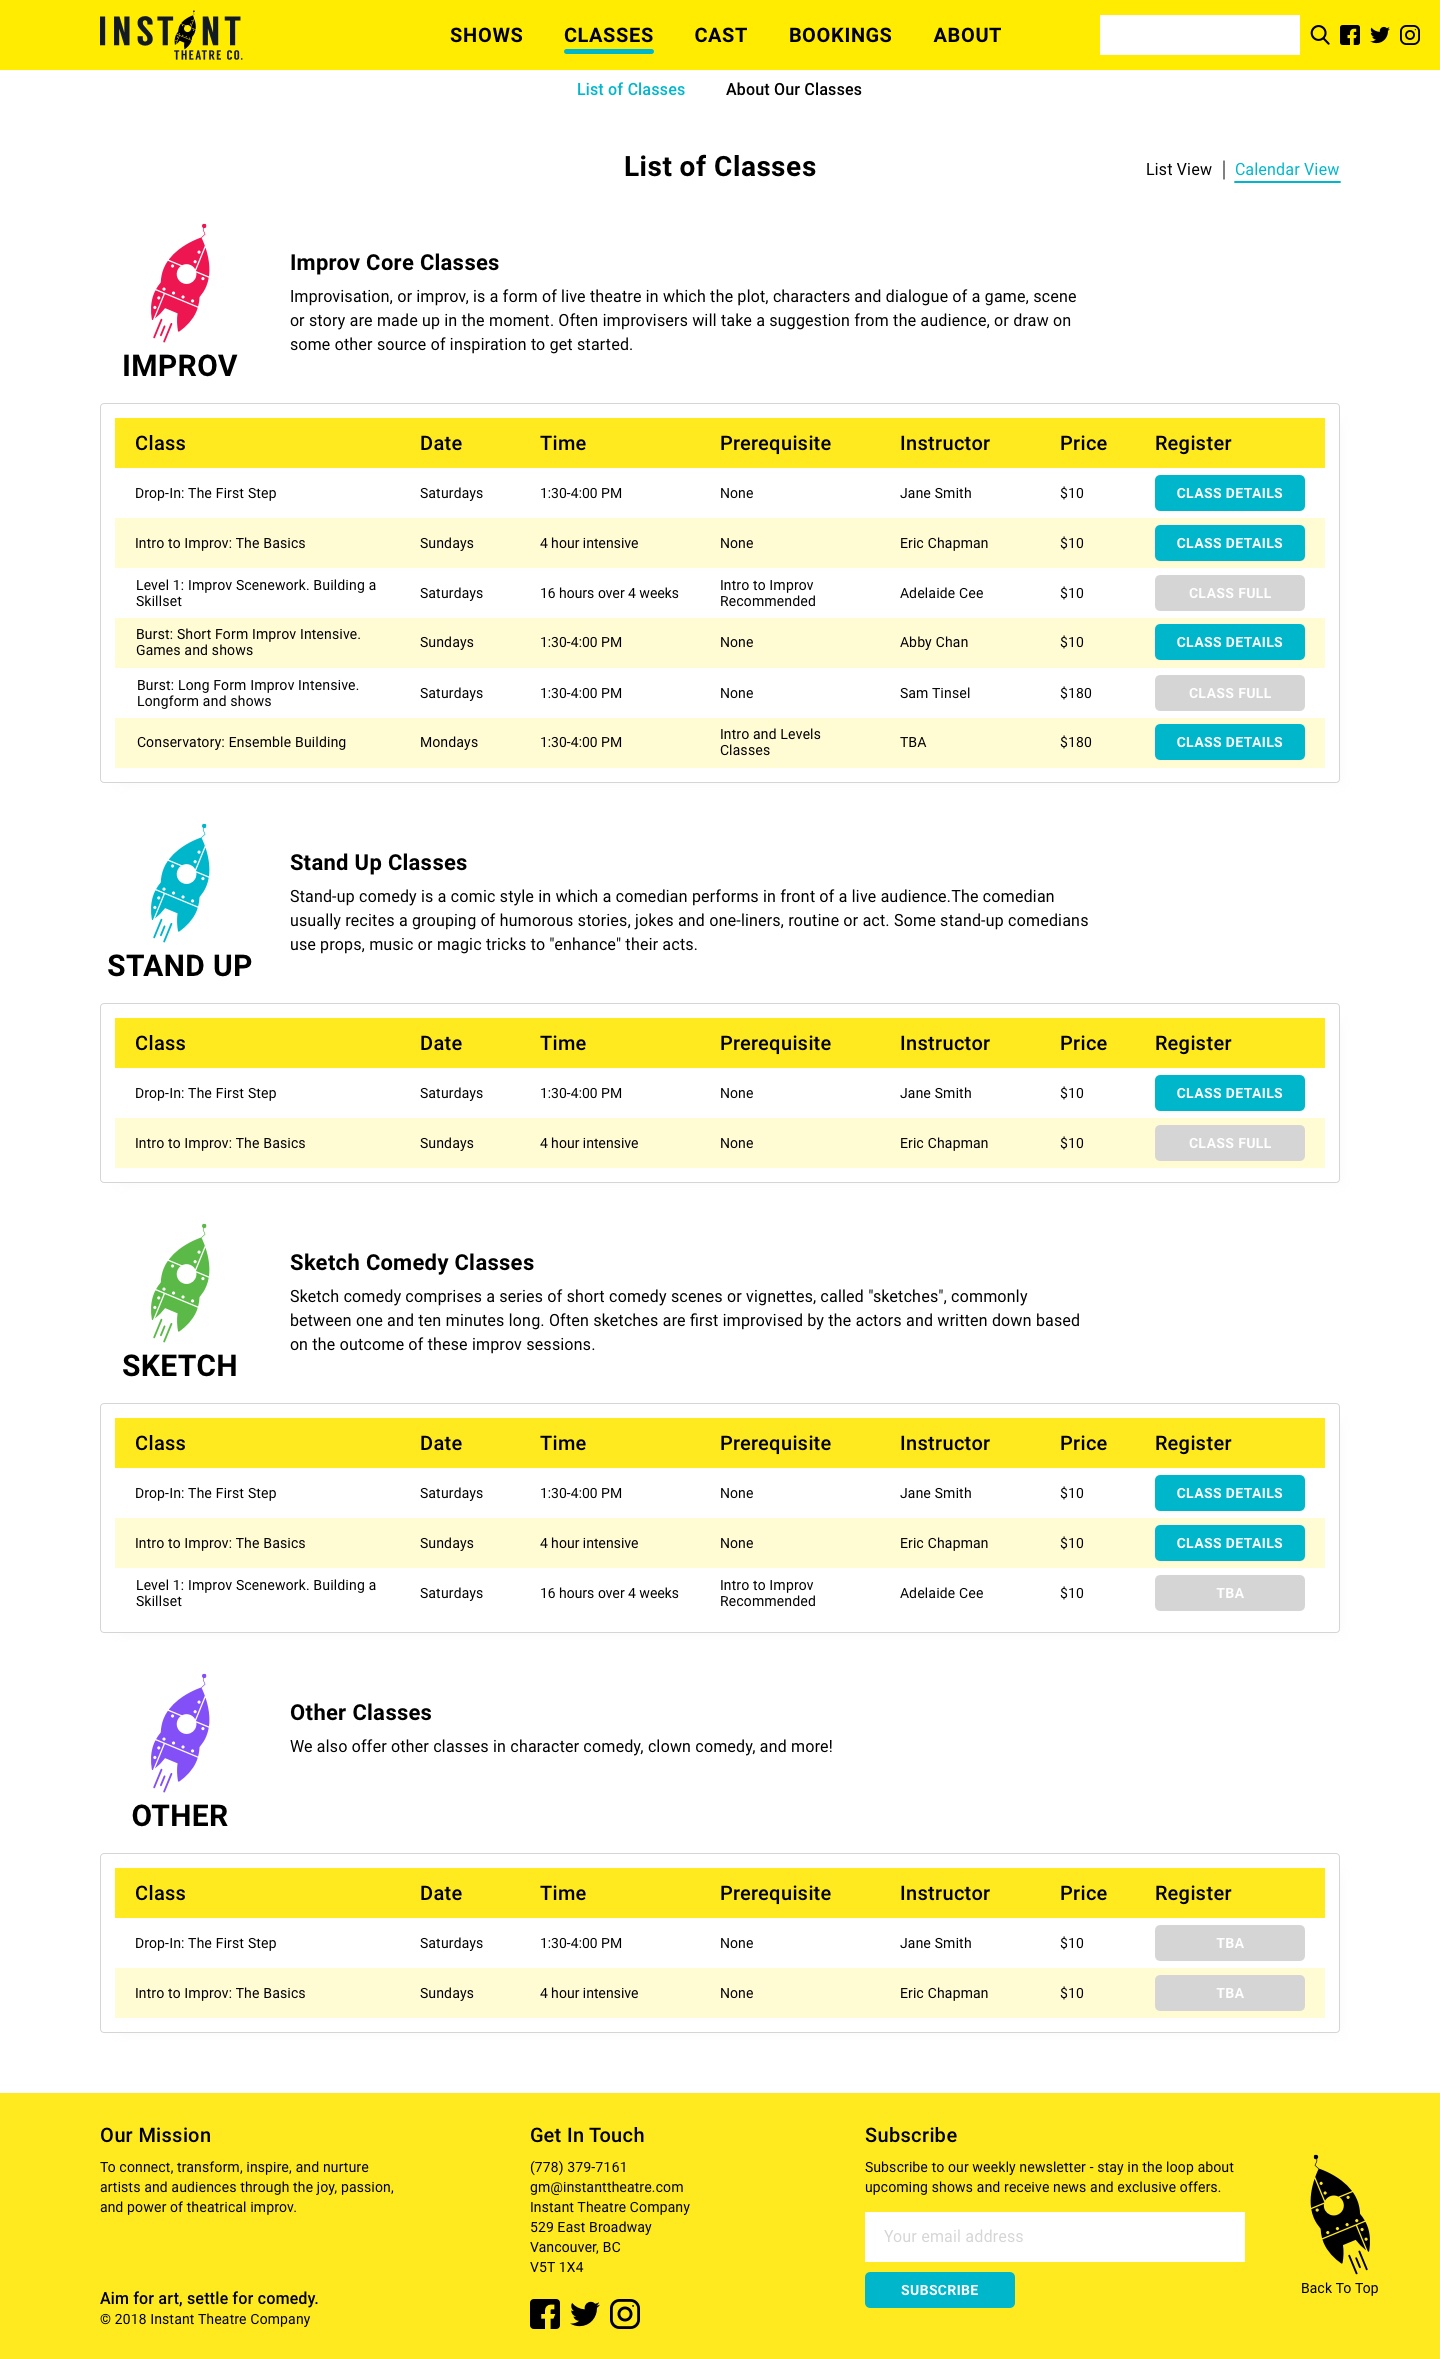 INSTANT
THEATRE CO.
SHOWS CLASSES CAST BOOKINGS ABOUT
List of Classes About Our Classes
List of Classes
List View | Calendar View
IMPROV
Improv Core Classes
Improvisation, or improv, is a form of live theatre in which the plot, characters and dialogue of a game, scene
or story are made up in the moment. Often improvisers will take a suggestion from the audience, or draw on
some other source of inspiration to get started.
Class Date Time Prerequisite Instructor Price Register
Drop-In: The First Step Saturdays 1:30-4:00 PM None Jane Smith $10 CLASS DETAILS
Intro to Improv: The Basics Sundays 4 hour intensive None Eric Chapman $10 CLASS DETAILS
Level 1: Improv Scenework. Building a
Skillset Saturdays 16 hours over 4 weeks Intro to Improv
Recommended Adelaide Cee $10 CLASS FULL
Burst: Short Form Improv Intensive.
Games and shows Sundays 1:30-4:00 PM None Abby Chan $10 CLASS DETAILS
Burst: Long Form Improv Intensive.
Longform and shows Saturdays 1:30-4:00 PM None Sam Tinsel $180 CLASS FULL
Conservatory: Ensemble Building Mondays 1:30-4:00 PM Intro and Levels
Classes TBA $180 CLASS DETAILS
STAND UP
Stand Up Classes
Stand-up comedy is a comic style in which a comedian performs in front of a live audience.The comedian
usually recites a grouping of humorous stories, jokes and one-liners, routine or act. Some stand-up comedians
use props, music or magic tricks to "enhance" their acts.
Class Date Time Prerequisite Instructor Price Register
Drop-In: The First Step Saturdays 1:30-4:00 PM None Jane Smith $10 CLASS DETAILS
Intro to Improv: The Basics Sundays 4 hour intensive None Eric Chapman $10 CLASS FULL
SKETCH
Sketch Comedy Classes
Sketch comedy comprises a series of short comedy scenes or vignettes, called "sketches", commonly
between one and ten minutes long. Often sketches are first improvised by the actors and written down based
on the outcome of these improv sessions.
Class Date Time Prerequisite Instructor Price Register
Drop-In: The First Step Saturdays 1:30-4:00 PM None Jane Smith $10 CLASS DETAILS
Intro to Improv: The Basics Sundays 4 hour intensive None Eric Chapman $10 CLASS DETAILS
Level 1: Improv Scenework. Building a
Skillset Saturdays 16 hours over 4 weeks Intro to Improv
Recommended Adelaide Cee $10 TBA
OTHER
Other Classes
We also offer other classes in character comedy, clown comedy, and more!
Class Date Time Prerequisite Instructor Price Register
Drop-In: The First Step Saturdays 1:30-4:00 PM None Jane Smith $10 TBA
Intro to Improv: The Basics Sundays 4 hour intensive None Eric Chapman $10 TBA
Our Mission
To connect, transform, inspire, and nurture
artists and audiences through the joy, passion,
and power of theatrical improv.
Aim for art, settle for comedy.
© 2018 Instant Theatre Company
Get In Touch
(778) 379-7161
gm@instanttheatre.com
Instant Theatre Company
529 East Broadway
Vancouver, BC
V5T 1X4
Subscribe
Subscribe to our weekly newsletter - stay in the loop about
upcoming shows and receive news and exclusive offers.
Your email address
SUBSCRIBE
Back To Top